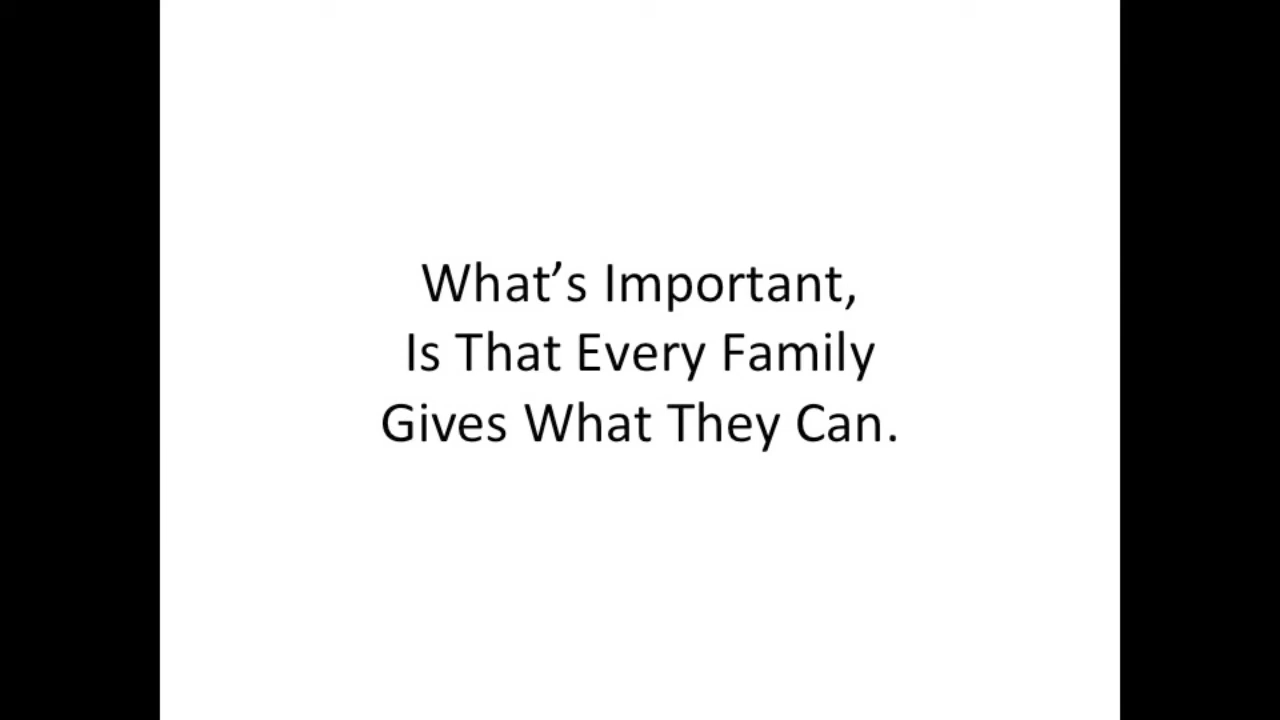 What’s Important,
Is That Every Family
Gives What They Can.